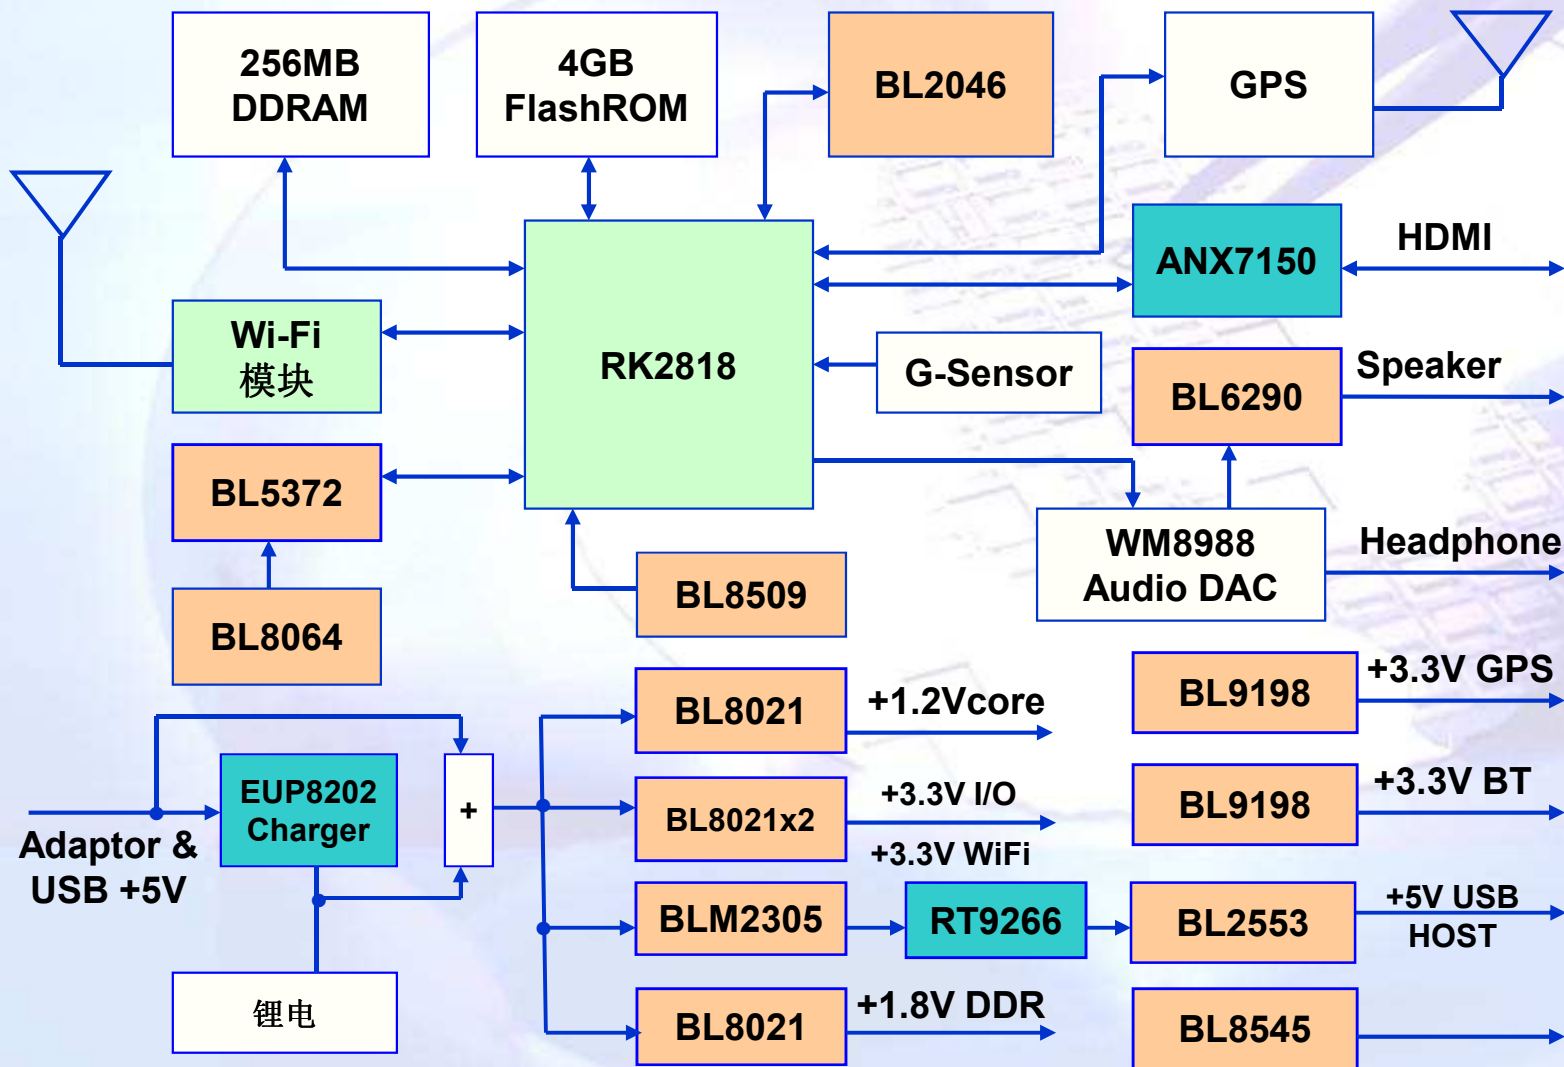 256MB
DDRAM
4GB
FlashROM
BL2046
GPS
ANX7150
HDMI
Wi-Fi
模块
RK2818
G-Sensor
BL6290
Speaker
BL5372
WM8988
Audio DAC
Headphone
BL8509
BL8064
BL8021
+1.2Vcore
BL9198
+3.3V GPS
EUP8202
Charger
+
Adaptor &
USB +5V
BL8021x2
+3.3V I/O
+3.3V WiFi
BL9198
+3.3V BT
BLM2305
RT9266
BL2553
+5V USB
HOST
锂电
BL8021
+1.8V DDR
BL8545